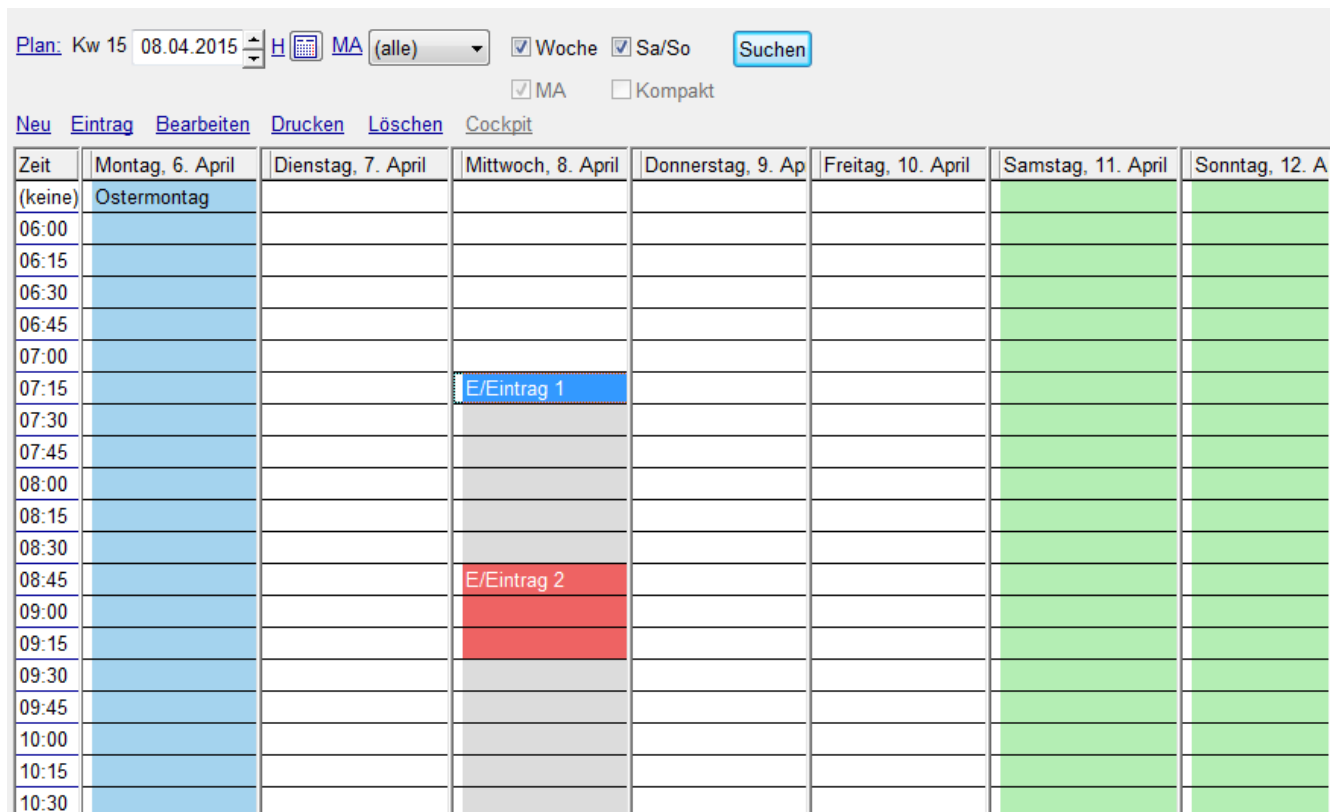 Plan: Kw 15 08.04.2015 H MA (alle) Woche Sa/So Suchen
MA Kompakt
Neu Eintrag Bearbeiten Drucken Löschen Cockpit
Zeit Montag, 6. April Dienstag, 7. April Mittwoch, 8. April Donnerstag, 9. Ap Freitag, 10. April Samstag, 11. April Sonntag, 12. A
(keine) Ostermontag
06:00
06:15
06:30
06:45
07:00
07:15 E/Eintrag 1
07:30
07:45
08:00
08:15
08:30
08:45 E/Eintrag 2
09:00
09:15
09:30
09:45
10:00
10:15
10:30